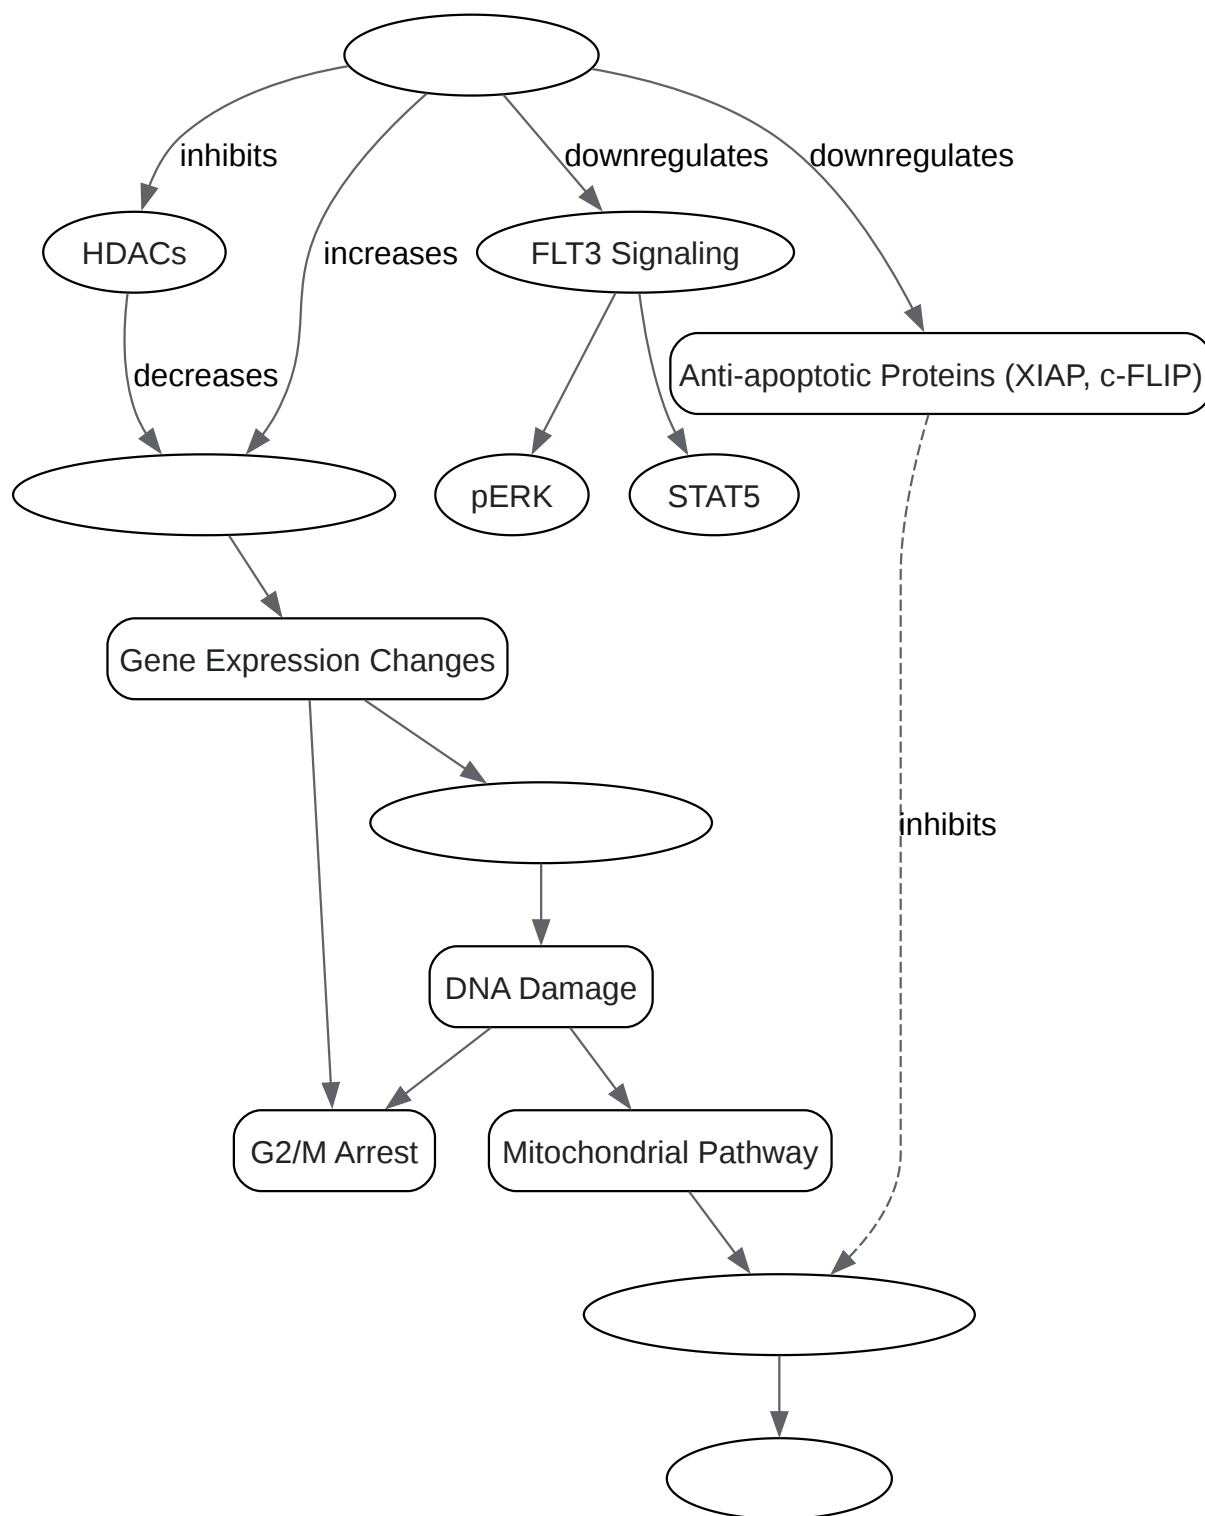 inhibits
downregulates
downregulates
HDACs
increases
FLT3 Signaling
decreases
Anti-apoptotic Proteins (XIAP, c-FLIP)
pERK
STAT5
Gene Expression Changes
inhibits
DNA Damage
G2/M Arrest
Mitochondrial Pathway